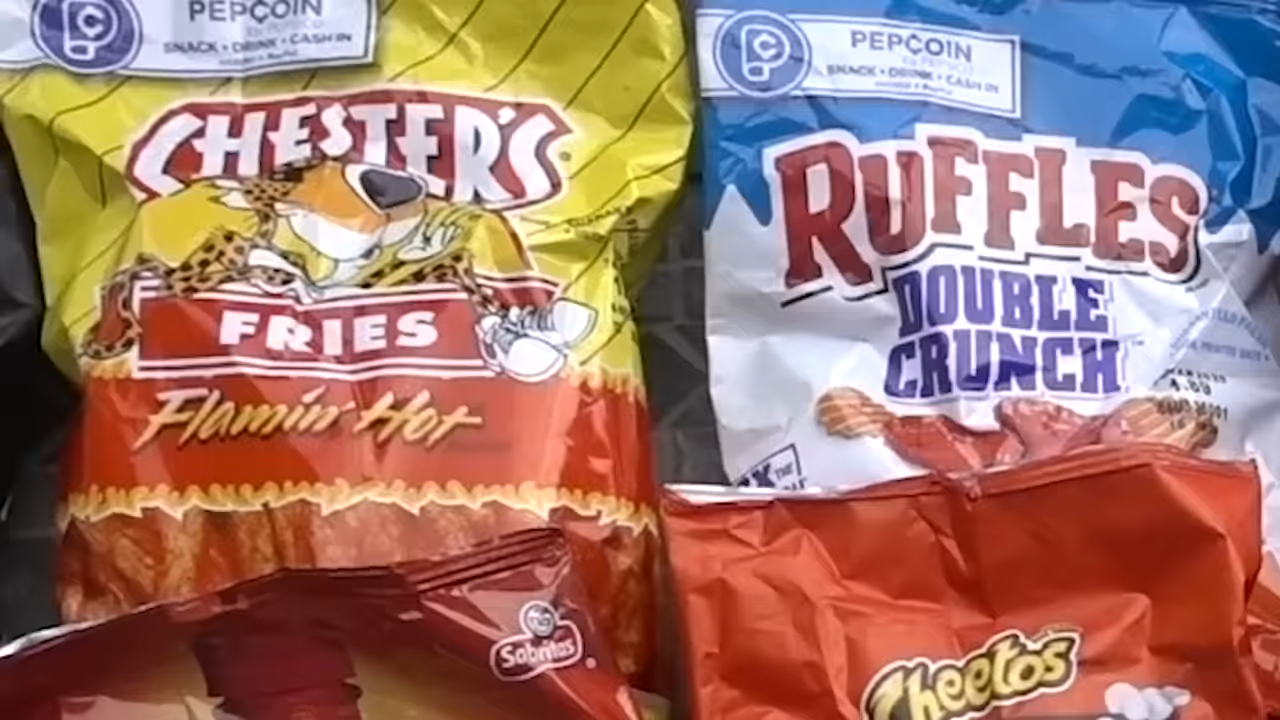 PEPCOIN
SNACK • DRINK • CASH IN
CHESTER'S
FRIES
Flamin' Hot
PEPCOIN
SNACK • DRINK • CASH IN
RUFFLES
DOUBLE
CRUNCH
THE
Sabritas
Cheetos